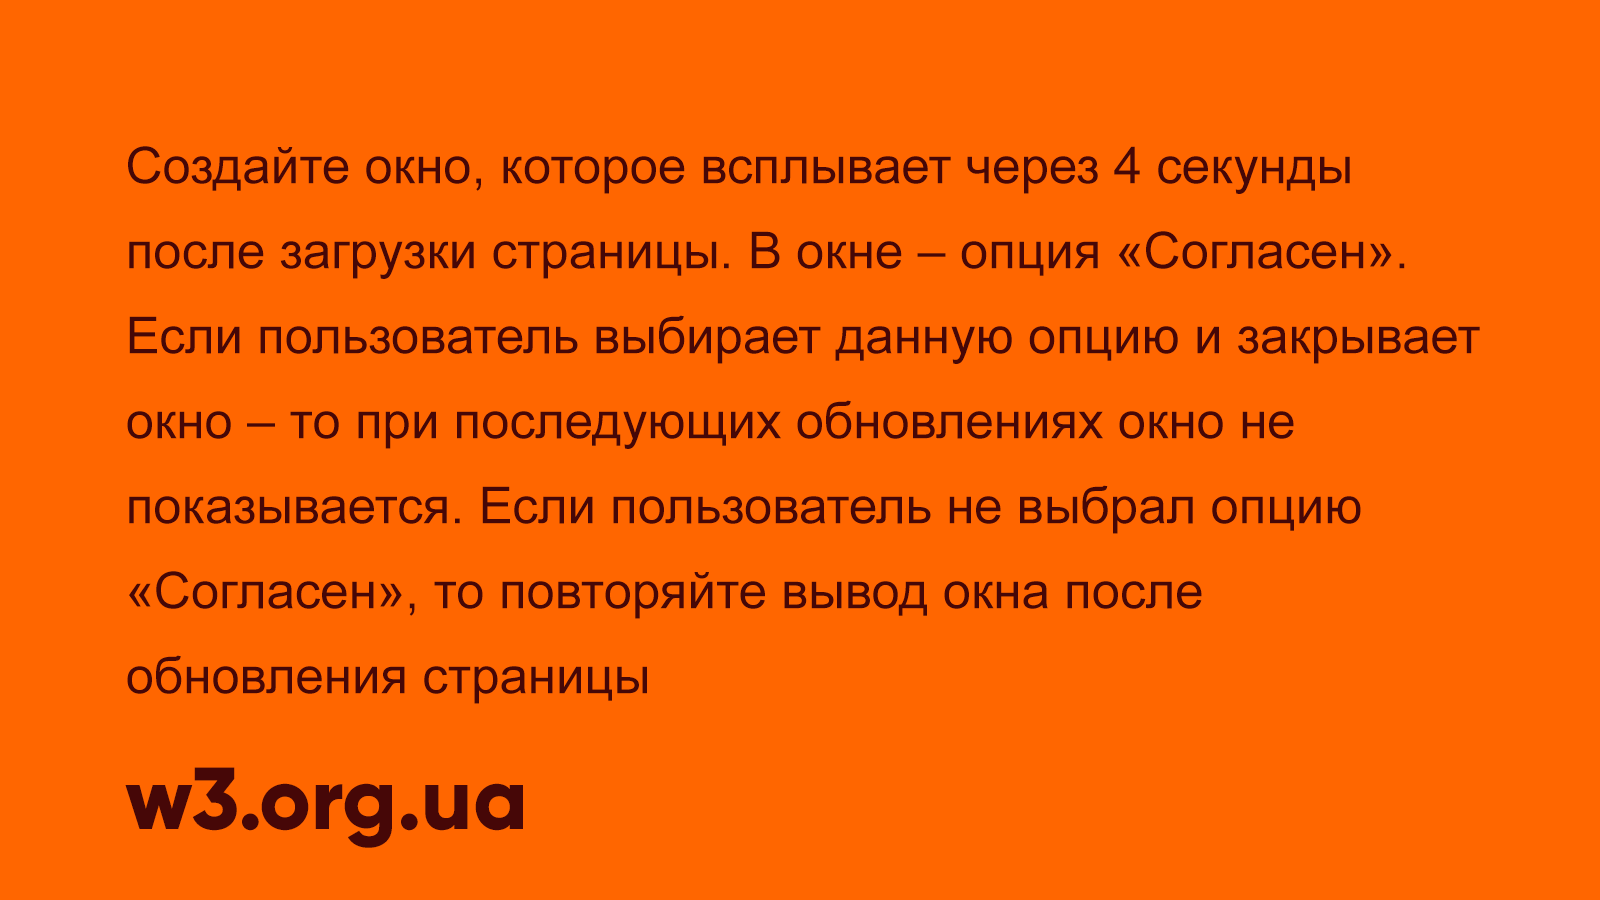 Создайте окно, которое всплывает через 4 секунды
после загрузки страницы. В окне – опция «Согласен».
Если пользователь выбирает данную опцию и закрывает
окно – то при последующих обновлениях окно не
показывается. Если пользователь не выбрал опцию
«Согласен», то повторяйте вывод окна после
обновления страницы
w3.org.ua